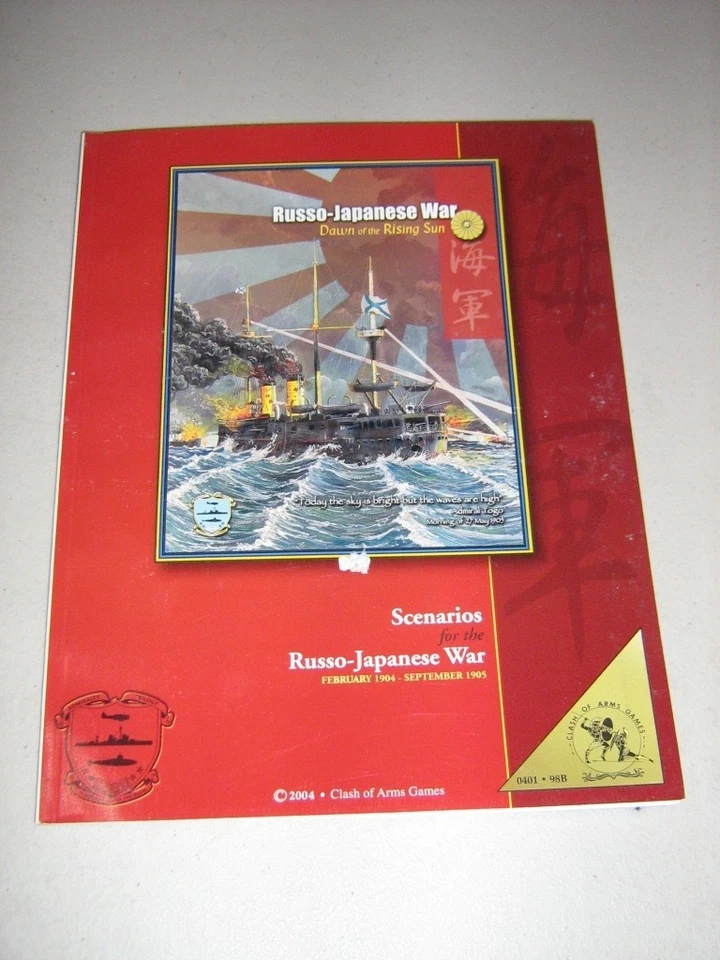 Russo-Japanese War
Dawn of the Rising Sun
海
軍
海
軍
"Today the sky is bright but the waves are high"
Admiral Togo
Morning of 27 May 1905
Scenarios
for the
Russo-Japanese War
FEBRUARY 1904 - SEPTEMBER 1905
CLASH OF ARMS GAMES
0401 • 98B
© 2004 • Clash of Arms Games